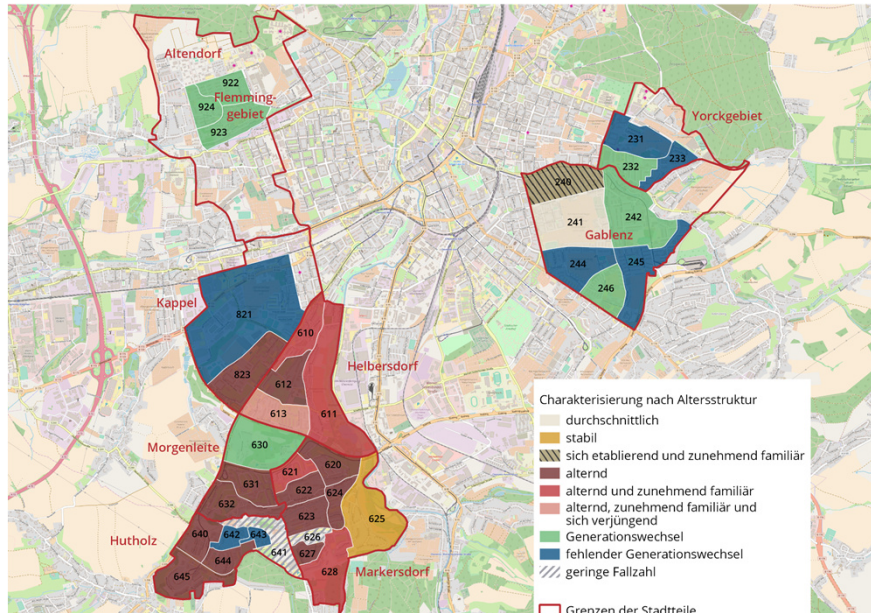 Altendorf
922
Flemming-
924
gebiet
923
Yorckgebiet
231
233
232
240
241
242
Gablenz
244
245
246
Kappel
821
610
823
612
Helbersdorf
613
611
Morgenleite
630
621
620
631
622
624
632
623
625
Hutholz
640
642
643
626
641
627
644
645
628
Markersdorf
Charakterisierung nach Altersstruktur
durchschnittlich
stabil
sich etablierend und zunehmend familiär
alternd
alternd und zunehmend familiär
alternd, zunehmend familiär und
sich verjüngend
Generationswechsel
fehlender Generationswechsel
geringe Fallzahl
Grenzen der Stadtteile